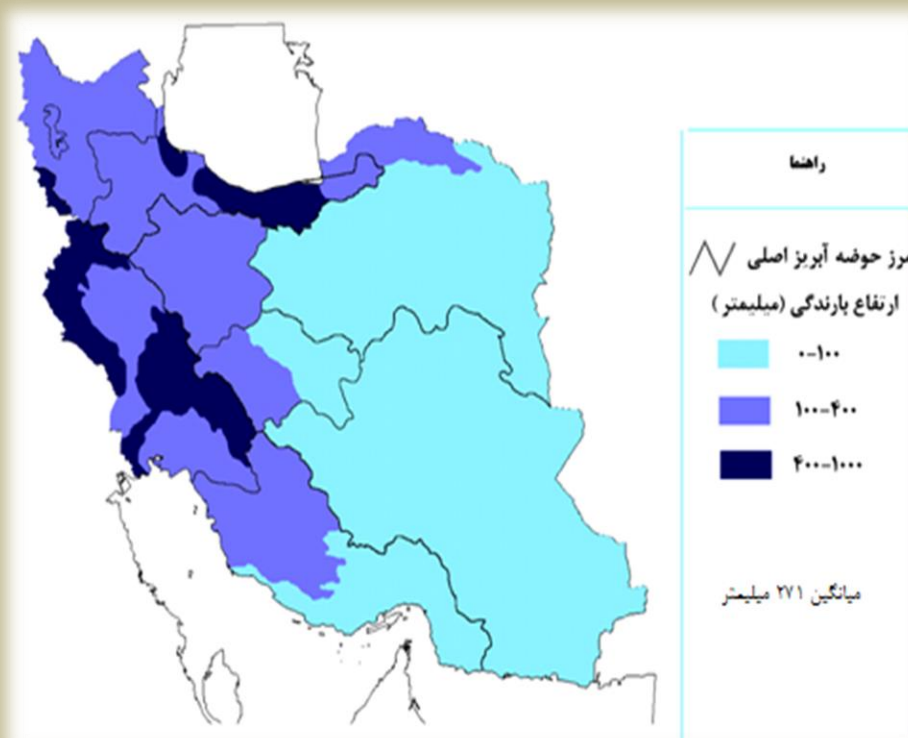 راهنما
مرز حوضه آبریز اصلی
ارتفاع بارندگی (میلیمتر)
۰-۱۰۰
۱۰۰-۴۰۰
۴۰۰-۱۰۰۰
میانگین ۲۷۱ میلیمتر